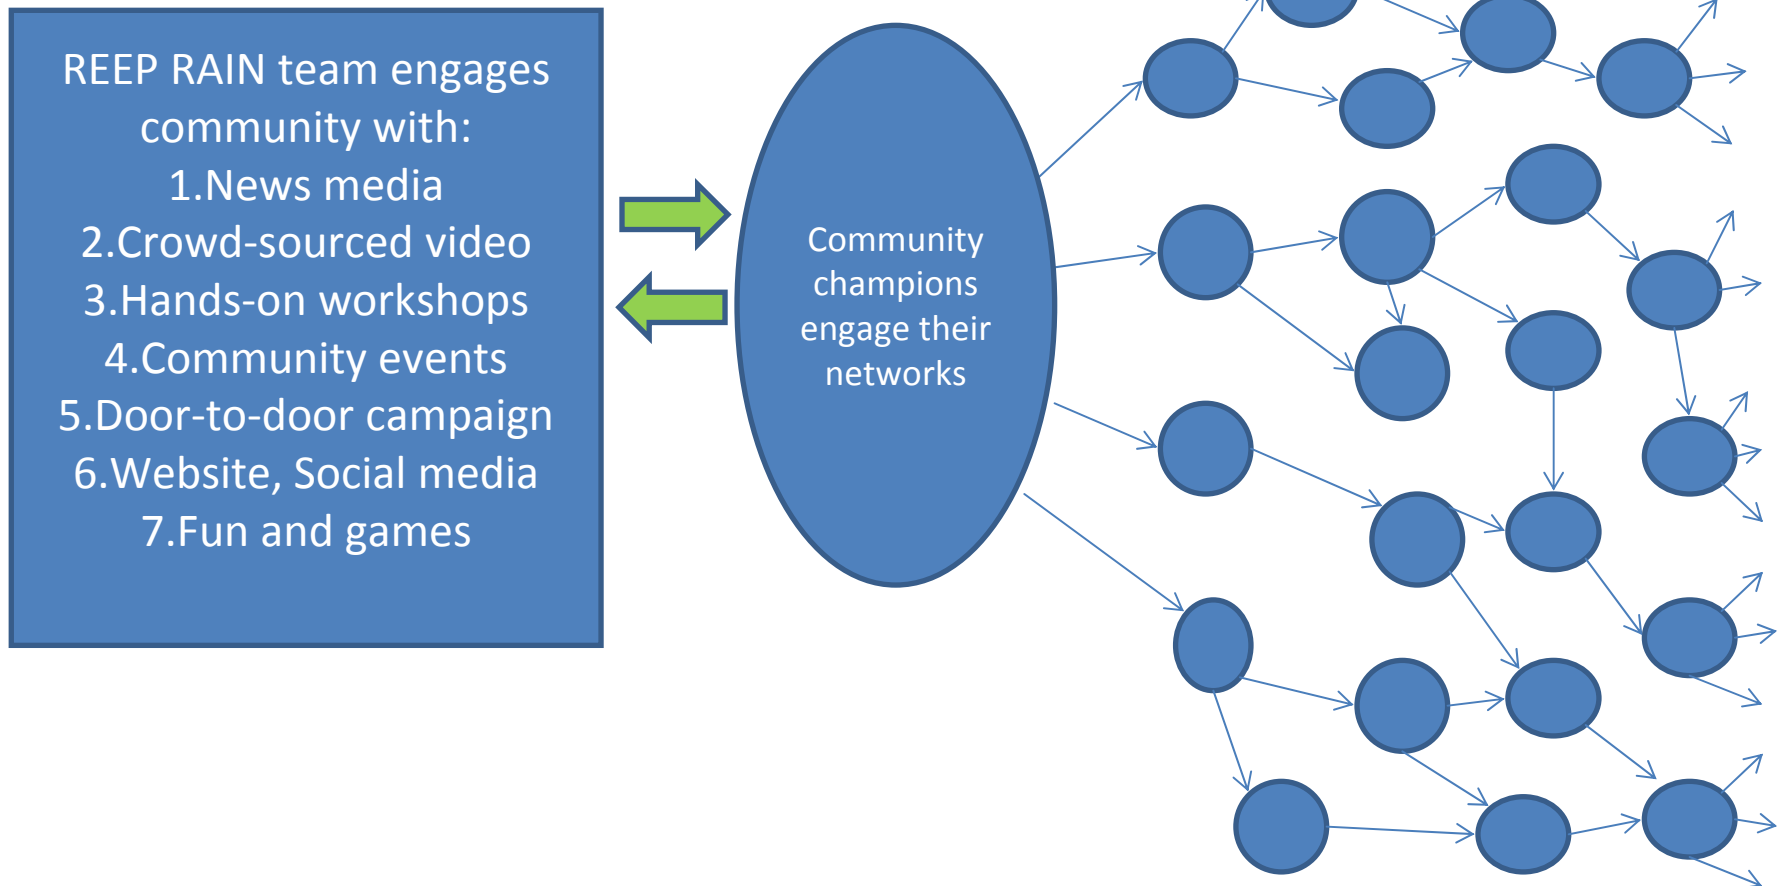 REEP RAIN team engages
community with:
1.News media
2.Crowd-sourced video
3.Hands-on workshops
4.Community events
5.Door-to-door campaign
6.Website, Social media
7.Fun and games
Community
champions
engage their
networks